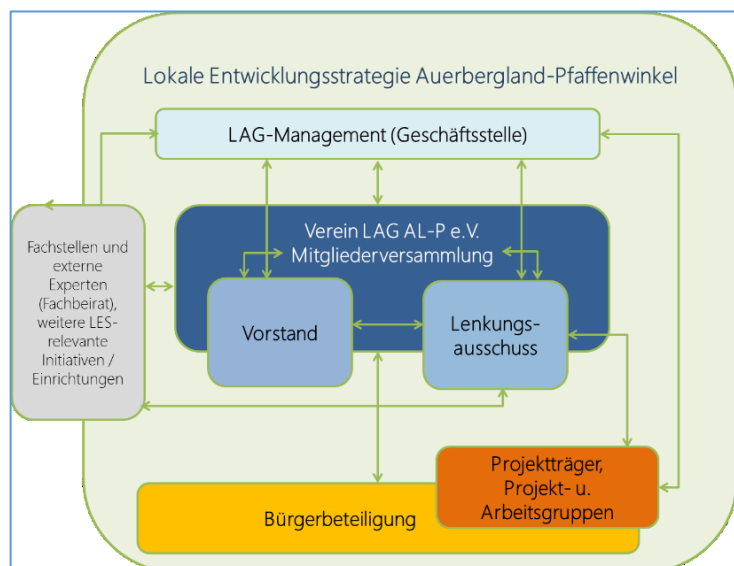 Lokale Entwicklungsstrategie Auerbergland-Pfaffenwinkel
LAG-Management (Geschäftsstelle)
Verein LAG AL-P e.V.
Mitgliederversammlung
Fachstellen und
externe
Experten
(Fachbeirat),
weitere LES-
relevante
Initiativen /
Einrichtungen
Vorstand
Lenkungs-
ausschuss
Projektträger,
Projekt- u.
Arbeitsgruppen
Bürgerbeteiligung